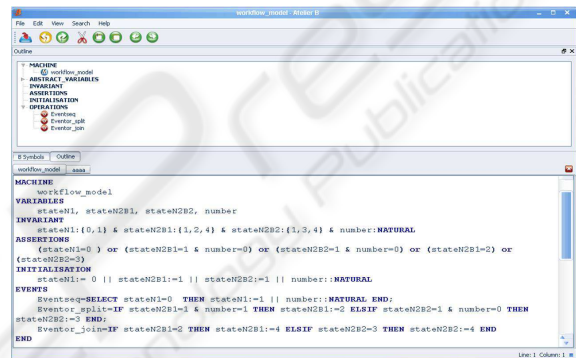 workflow_model - Atelier B
File Edit View Search Help
Outline
MACHINE
workflow_model
ABSTRACT_VARIABLES
INVARIANT
ASSERTIONS
INITIALISATION
OPERATIONS
Eventseq
Eventor_split
Eventor_join
B Symbols Outline
workflow_model aaaa
MACHINE
workflow_model
VARIABLES
stateN1, stateN2B1, stateN2B2, number
INVARIANT
stateN1:{0,1} & stateN2B1:{1,2,4} & stateN2B2:{1,3,4} & number:NATURAL
ASSERTIONS
(stateN1=0 ) or (stateN2B1=1 & number=0) or (stateN2B2=1 & number=0) or (stateN2B1=2) or
(stateN2B2=3)
INITIALISATION
stateN1:= 0 || stateN2B1:=1 || stateN2B2:=1 || number::NATURAL
EVENTS
Eventseq=SELECT stateN1=0 THEN stateN1:=1 || number::NATURAL END;
Eventor_split=IF stateN2B1=1 & number=1 THEN stateN2B1:=2 ELSIF stateN2B2=1 & number=0 THEN
stateN2B2:=3 END;
Eventor_join=IF stateN2B1=2 THEN stateN2B1:=4 ELSIF stateN2B2=3 THEN stateN2B2:=4 END
END
Line: 1 Column: 1